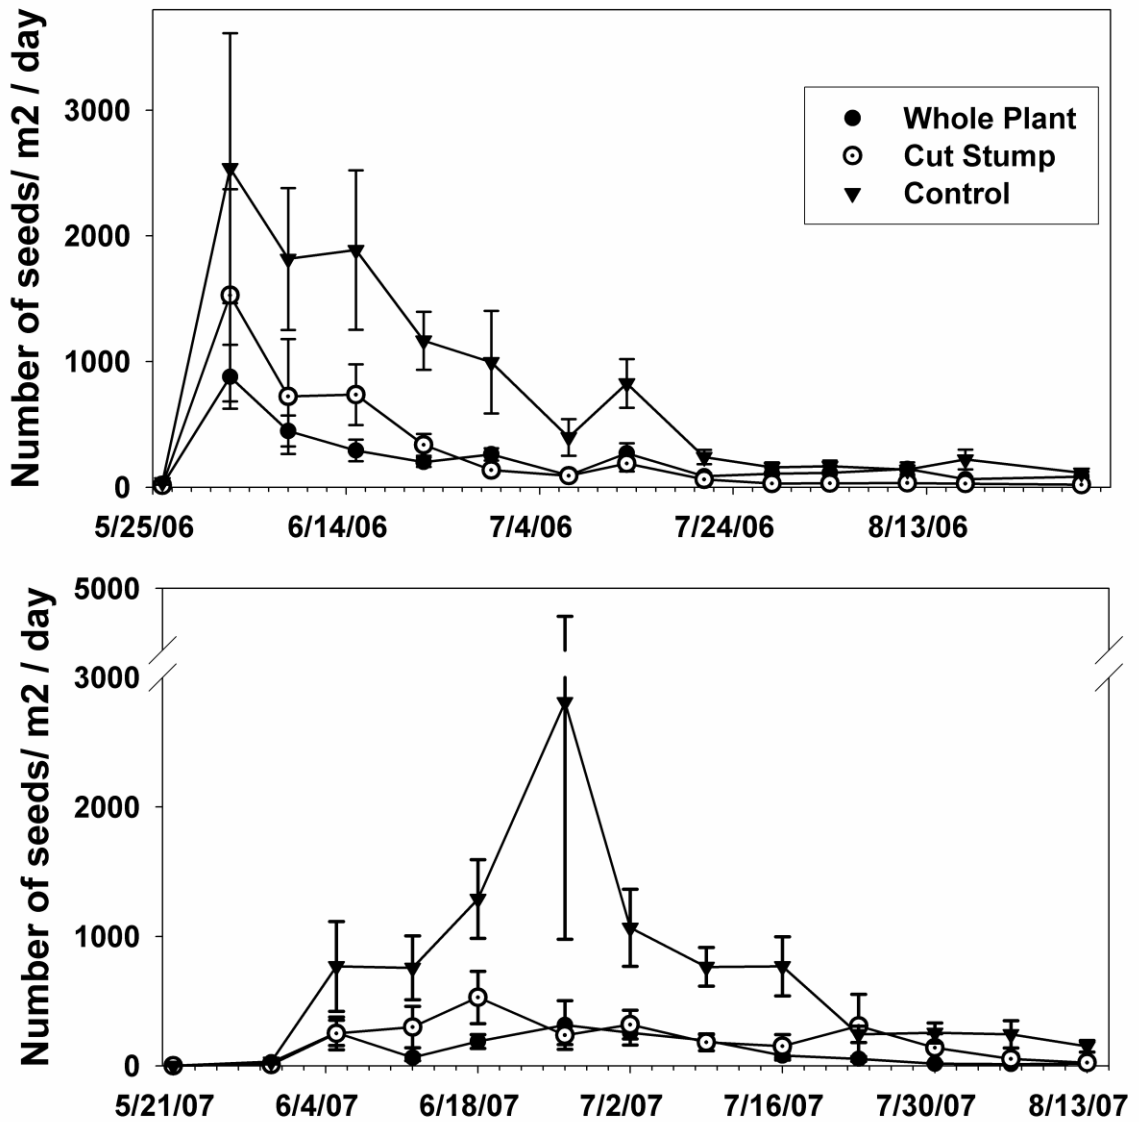 Number of seeds/ m2 / day
3000
2000
1000
0
Whole Plant
Cut Stump
Control
5/25/06 6/14/06 7/4/06 7/24/06 8/13/06
Number of seeds/ m2 / day
5000
3000
2000
1000
0
5/21/07 6/4/07 6/18/07 7/2/07 7/16/07 7/30/07 8/13/07